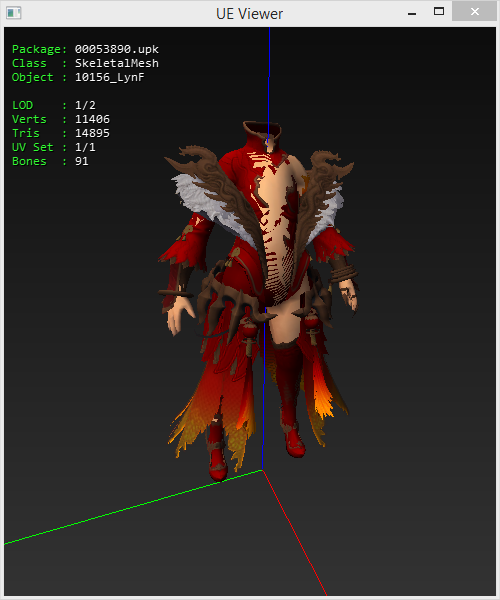 UE Viewer
Package: 00053890.upk
Class  : SkeletalMesh
Object : 10156_LynF
LOD    : 1/2
Verts  : 11406
Tris   : 14895
UV Set : 1/1
Bones  : 91